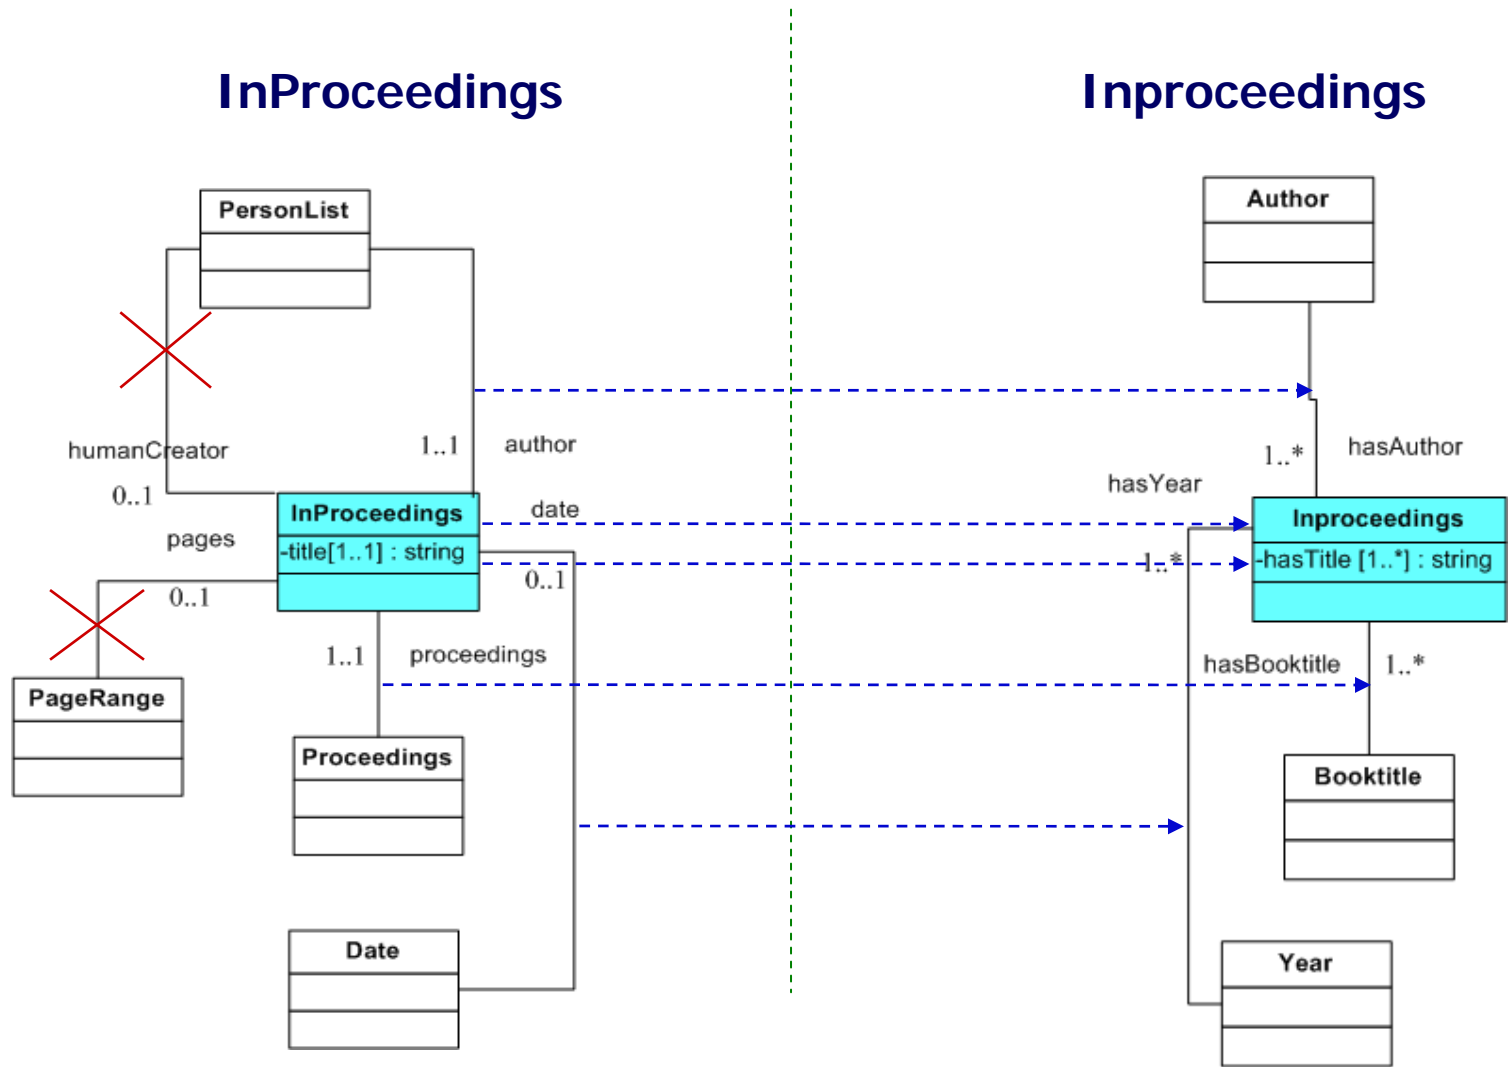 InProceedings
Inproceedings
PersonList
Author
humanCreator
1..1
author
1..*
hasAuthor
0..1
hasYear
InProceedings
date
Inproceedings
pages
-title[1..1] : string
1..*
-hasTitle [1..*] : string
0..1
0..1
1..1
proceedings
hasBooktitle
1..*
PageRange
Proceedings
Booktitle
Date
Year